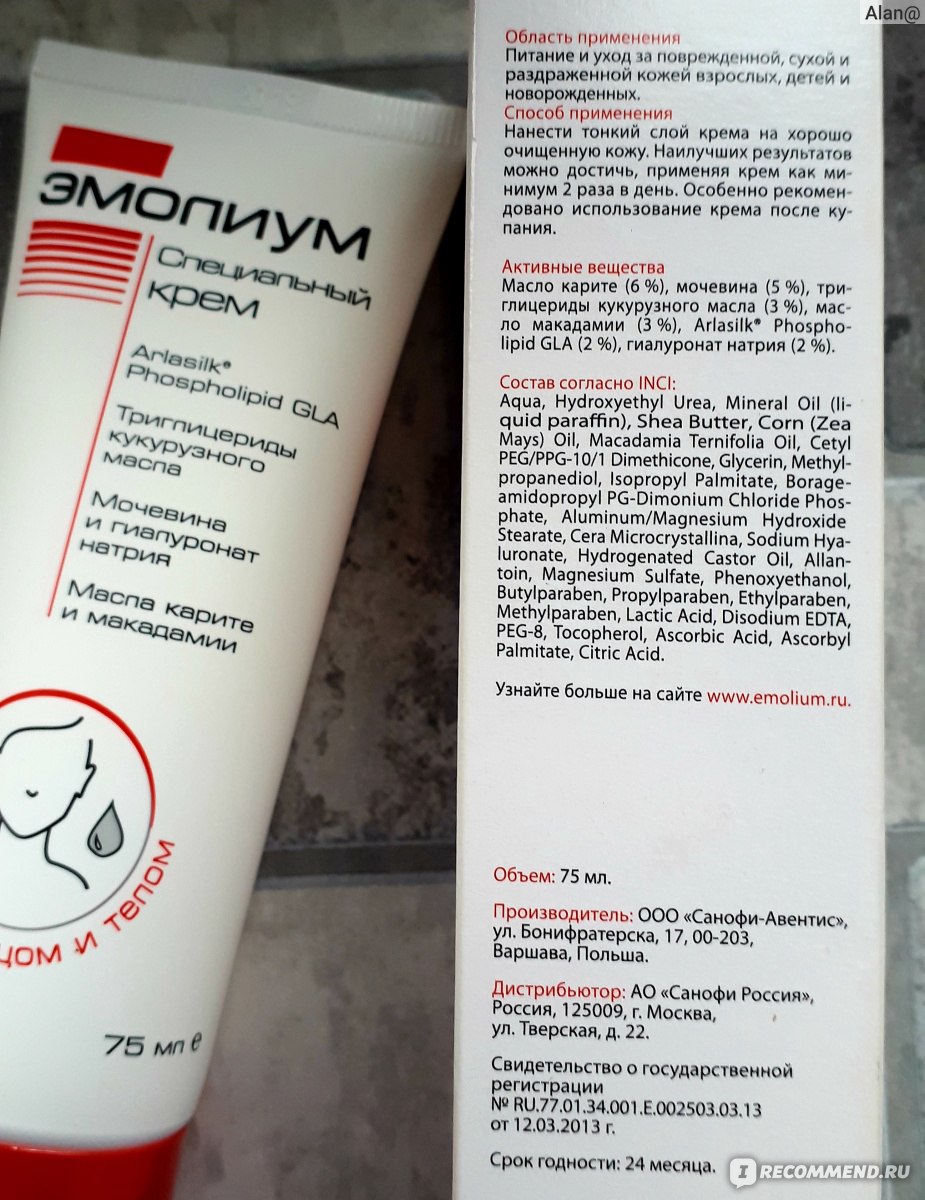 Alan@
ЭМОЛИУМ
Специальный
крем
Arlasilk®
Phospholipid GLA
Триглицериды
кукурузного
масла
Мочевина
и гиалуронат
натрия
Масла карите
и макадамии
и телом
75 мл e
Область применения
Питание и уход за поврежденной, сухой и
раздраженной кожей взрослых, детей и
новорожденных.
Способ применения
Нанести тонкий слой крема на хорошо
очищенную кожу. Наилучших результатов
можно достичь, применяя крем как ми-
нимум 2 раза в день. Особенно рекомен-
довано использование крема после ку-
пания.
Активные вещества
Масло карите (6 %), мочевина (5 %), три-
глицериды кукурузного масла (3 %), мас-
ло макадамии (3 %), Arlasilk® Phospho-
lipid GLA (2 %), гиалуронат натрия (2 %).
Состав согласно INCI:
Aqua, Hydroxyethyl Urea, Mineral Oil (li-
quid paraffin), Shea Butter, Corn (Zea
Mays) Oil, Macadamia Ternifolia Oil, Cetyl
PEG/PPG-10/1 Dimethicone, Glycerin, Methyl-
propanediol, Isopropyl Palmitate, Borage-
amidopropyl PG-Dimonium Chloride Phos-
phate, Aluminum/Magnesium Hydroxide
Stearate, Cera Microcrystallina, Sodium Hya-
luronate, Hydrogenated Castor Oil, Allan-
toin, Magnesium Sulfate, Phenoxyethanol,
Butylparaben, Propylparaben, Ethylparaben,
Methylparaben, Lactic Acid, Disodium EDTA,
PEG-8, Tocopherol, Ascorbic Acid, Ascorbyl
Palmitate, Citric Acid.
Узнайте больше на сайте www.emolium.ru.
Объем: 75 мл.
Производитель: ООО «Санофи-Авентис»,
ул. Бонифратерска, 17, 00-203,
Варшава, Польша.
Дистрибьютор: АО «Санофи Россия»,
Россия, 125009, г. Москва,
ул. Тверская, д. 22.
Свидетельство о государственной
регистрации
№ RU.77.01.34.001.E.002503.03.13
от 12.03.2013 г.
Срок годности: 24 месяца.
IRECOMMEND.RU